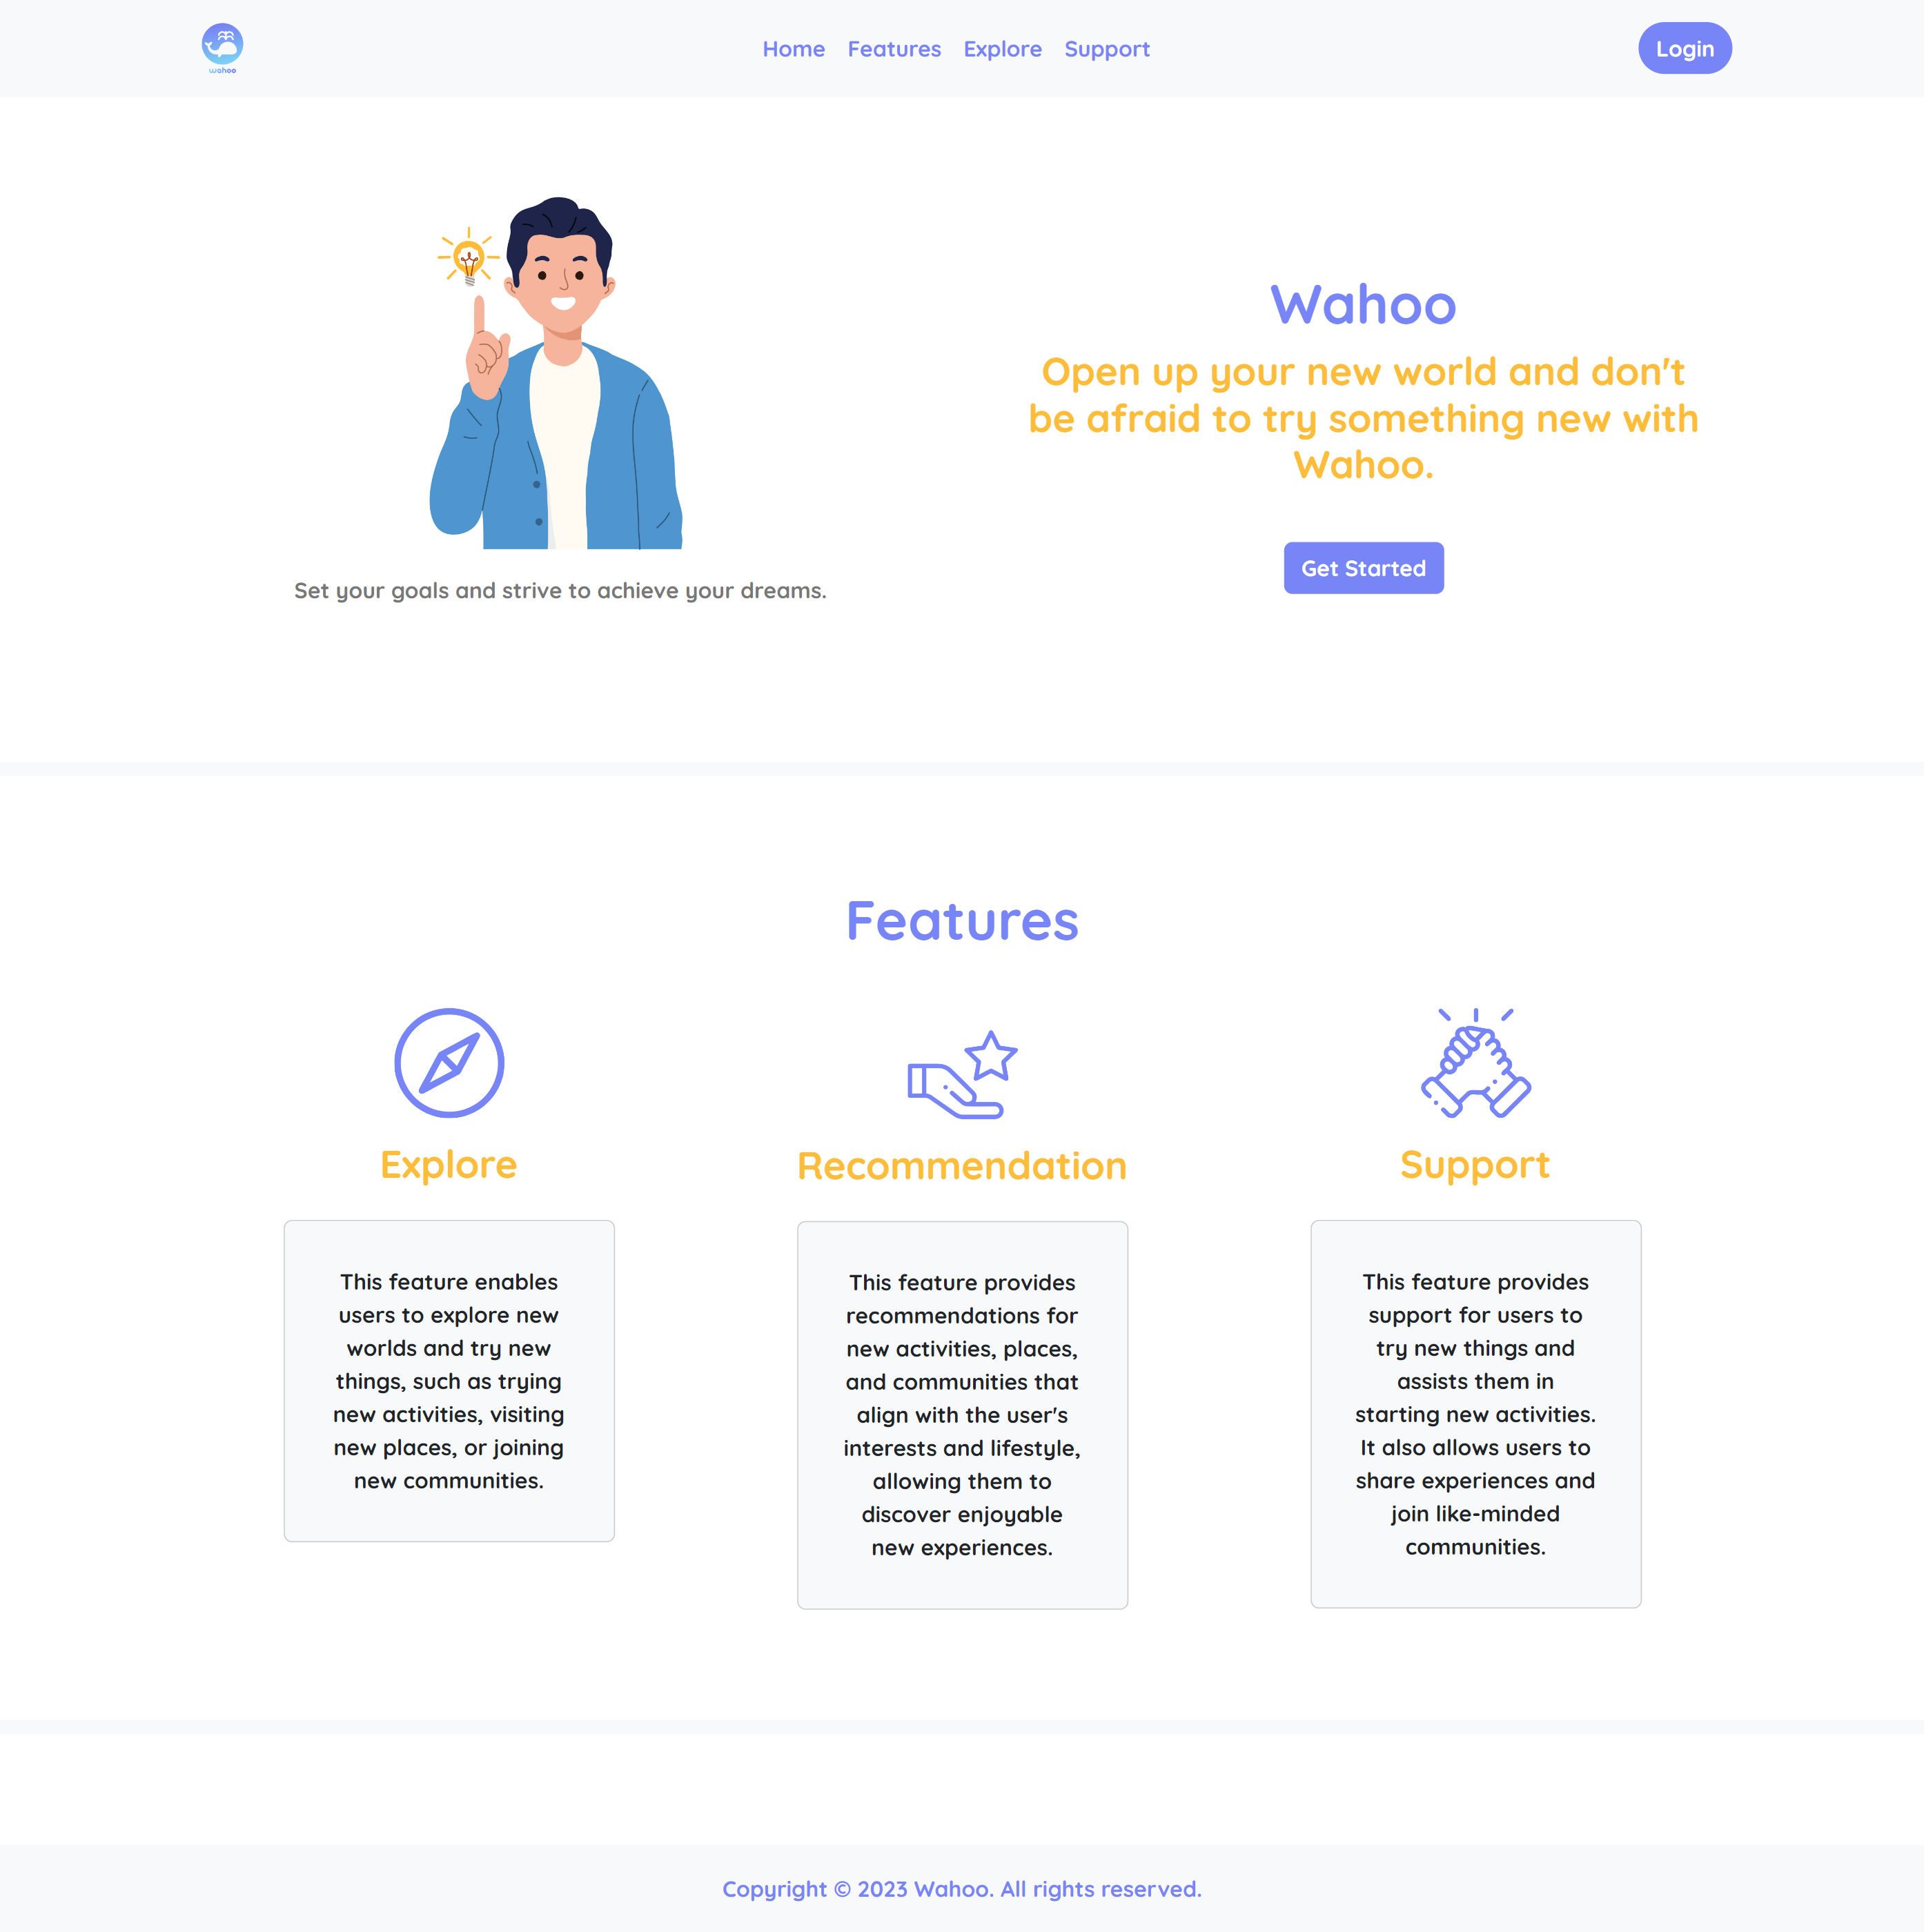 wahoo
Home Features Explore Support
Login
Set your goals and strive to achieve your dreams.
Wahoo
Open up your new world and don't
be afraid to try something new with
Wahoo.
Get Started
Features
Explore
This feature enables
users to explore new
worlds and try new
things, such as trying
new activities, visiting
new places, or joining
new communities.
Recommendation
This feature provides
recommendations for
new activities, places,
and communities that
align with the user's
interests and lifestyle,
allowing them to
discover enjoyable
new experiences.
Support
This feature provides
support for users to
try new things and
assists them in
starting new activities.
It also allows users to
share experiences and
join like-minded
communities.
Copyright © 2023 Wahoo. All rights reserved.